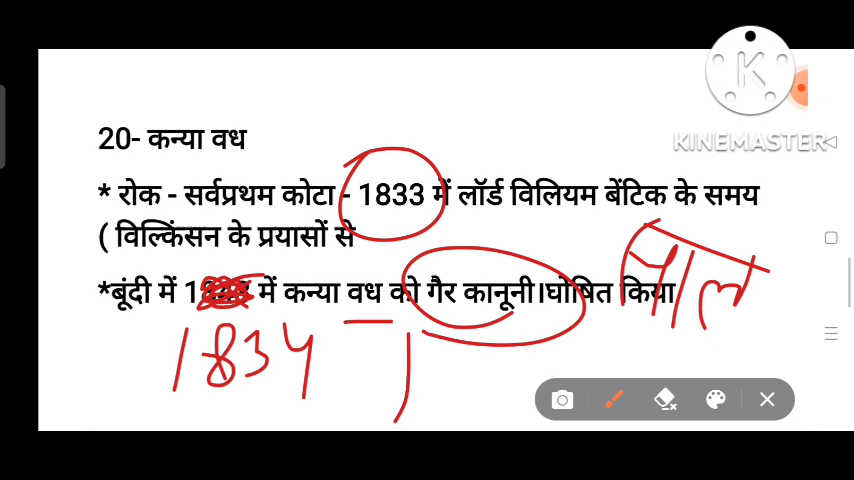 K
KINEMASTER
20- कन्या वध
* रोक - सर्वप्रथम कोटा - 1833 में लॉर्ड विलियम बेंटिक के समय
( विल्किंसन के प्रयासों से
*बूंदी में में कन्या वध को गैर कानूनी।घोषित किया
1834